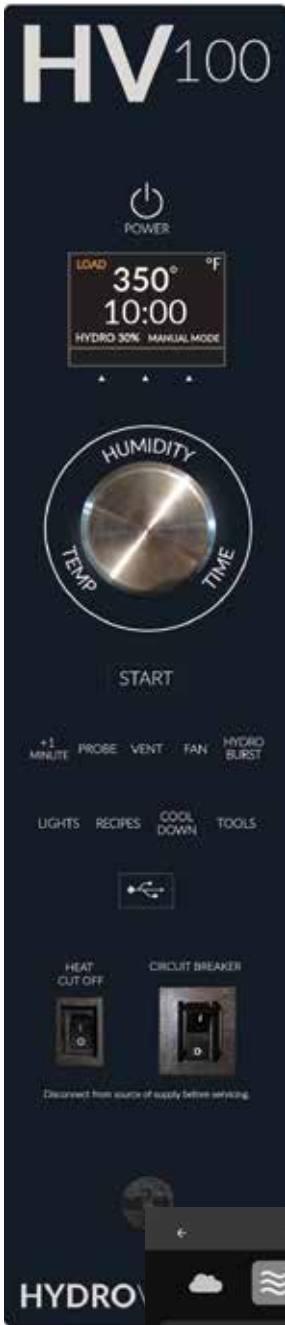 HV100
POWER
LOAD °F
350°
10:00
HYDRO 30% MANUAL MODE
HUMIDITY
TEMP TIME
START
+1 MINUTE PROBE VENT FAN HYDRO BURST
LIGHTS RECIPES COOL DOWN TOOLS
HEAT CUT OFF CIRCUIT BREAKER
I I
O O
Disconnect from source of supply before servicing.
HYDRO